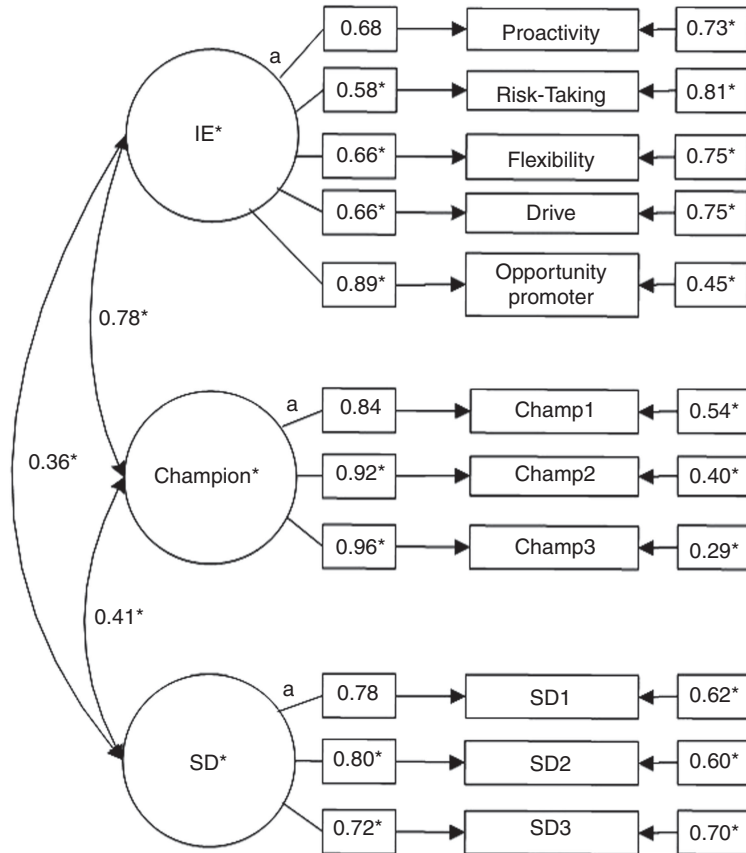 a
0.68 Proactivity 0.73*
0.58* Risk-Taking 0.81*
IE*
0.66* Flexibility 0.75*
0.66* Drive 0.75*
0.89* Opportunity 0.45*
promoter
0.78*
a
0.84 Champ1 0.54*
0.36*
Champion* 0.92* Champ2 0.40*
0.96* Champ3 0.29*
0.41*
a
0.78 SD1 0.62*
SD* 0.80* SD2 0.60*
0.72* SD3 0.70*